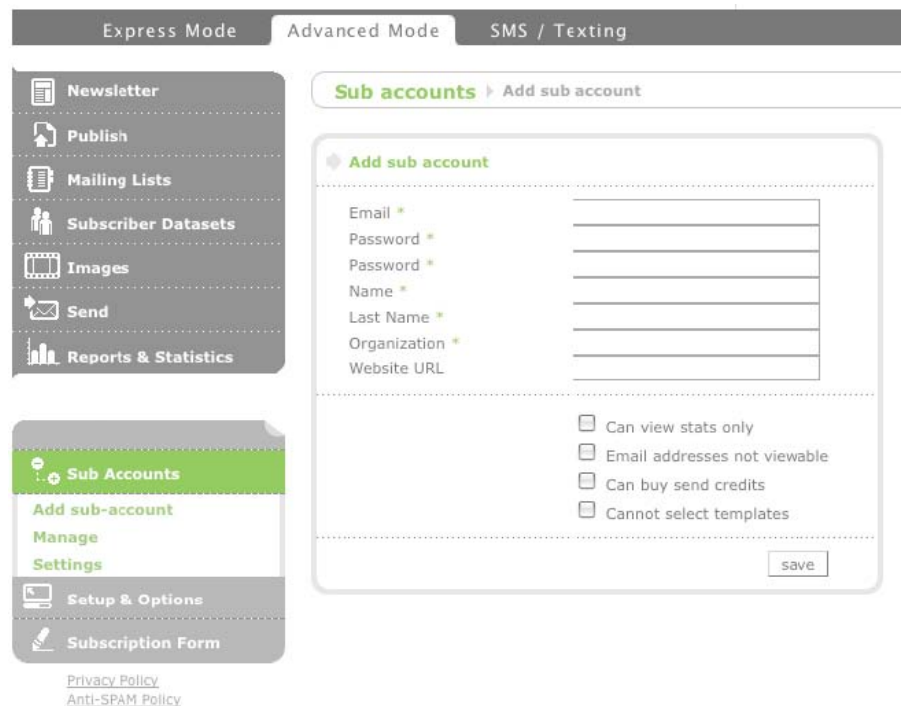 Express Mode Advanced Mode SMS / Texting
Newsletter
Publish
Mailing Lists
Subscriber Datasets
Images
Send
Reports & Statistics
Sub Accounts
Add sub-account
Manage
Settings
Setup & Options
Subscription Form
Privacy Policy
Anti-SPAM Policy
Sub accounts Add sub account
Add sub account
Email *
Password *
Password *
Name *
Last Name *
Organization *
Website URL
Can view stats only
Email addresses not viewable
Can buy send credits
Cannot select templates
save